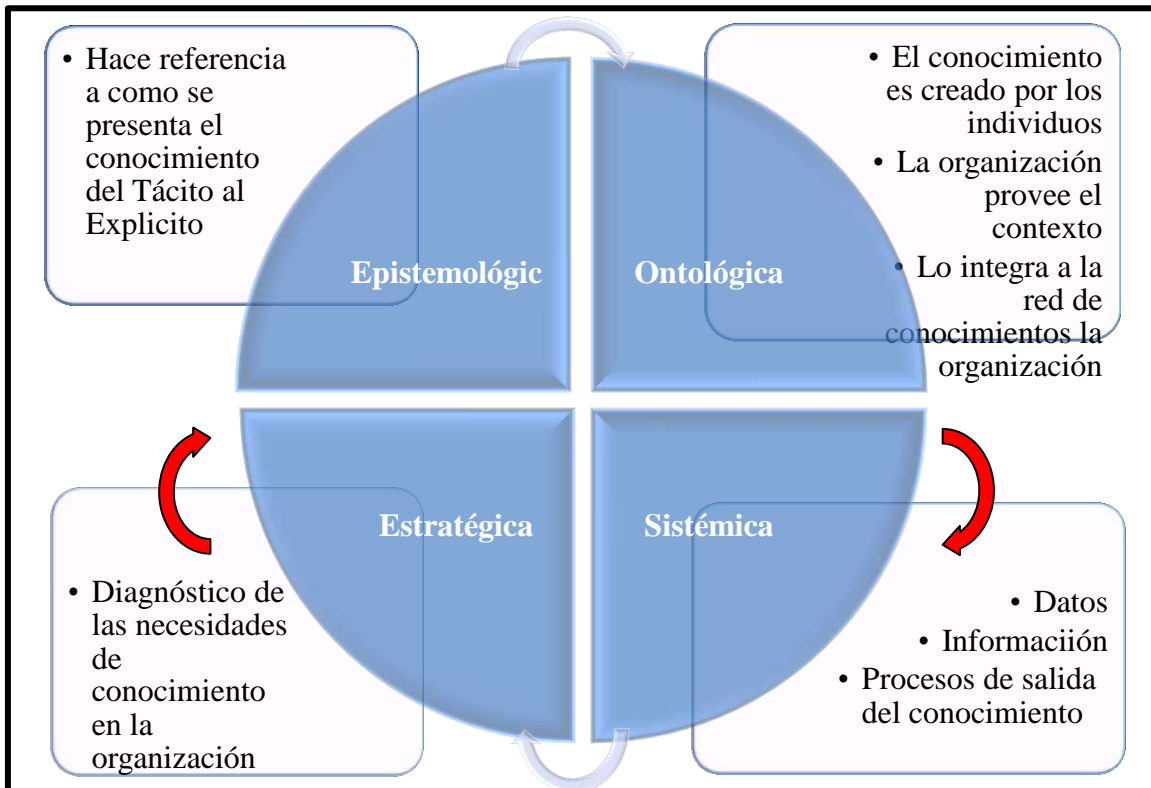 • Hace referencia
a como se
presenta el
conocimiento
del Tácito al
Explicito
• El conocimiento
es creado por los
individuos
• La organización
provee el
contexto
• Lo integra a la
red de
conocimientos la
organización
Epistemológic
Ontológica
Estratégica
Sistémica
• Diagnóstico de
las necesidades
de
conocimiento
en la
organización
• Datos
• Informaciión
• Procesos de salida
del conocimiento